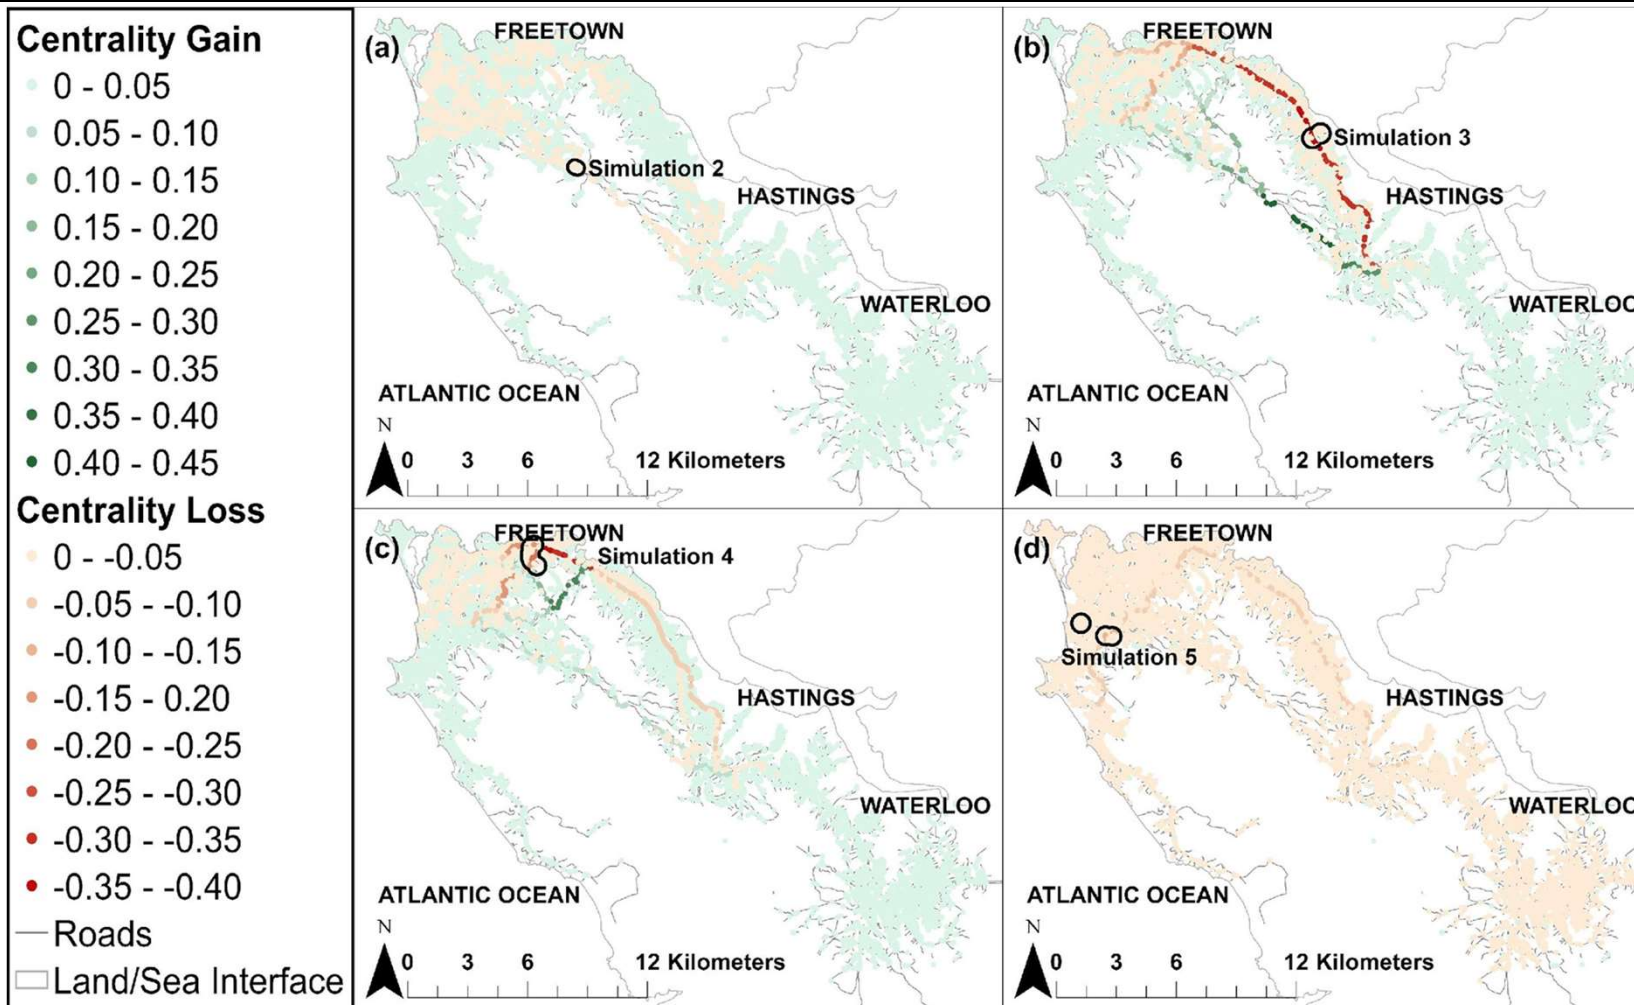 Centrality Gain
0 - 0.05
0.05 - 0.10
0.10 - 0.15
0.15 - 0.20
0.20 - 0.25
0.25 - 0.30
0.30 - 0.35
0.35 - 0.40
0.40 - 0.45
Centrality Loss
0 - -0.05
-0.05 - -0.10
-0.10 - -0.15
-0.15 - 0.20
-0.20 - -0.25
-0.25 - -0.30
-0.30 - -0.35
-0.35 - -0.40
Roads
Land/Sea Interface
(a)
FREETOWN
Simulation 2
HASTINGS
WATERLOO
ATLANTIC OCEAN
N
0 3 6 12 Kilometers
(b)
FREETOWN
Simulation 3
HASTINGS
WATERLOO
ATLANTIC OCEAN
N
0 3 6 12 Kilometers
(c)
FREETOWN
Simulation 4
HASTINGS
WATERLOO
ATLANTIC OCEAN
N
0 3 6 12 Kilometers
(d)
FREETOWN
Simulation 5
HASTINGS
WATERLOO
ATLANTIC OCEAN
N
0 3 6 12 Kilometers